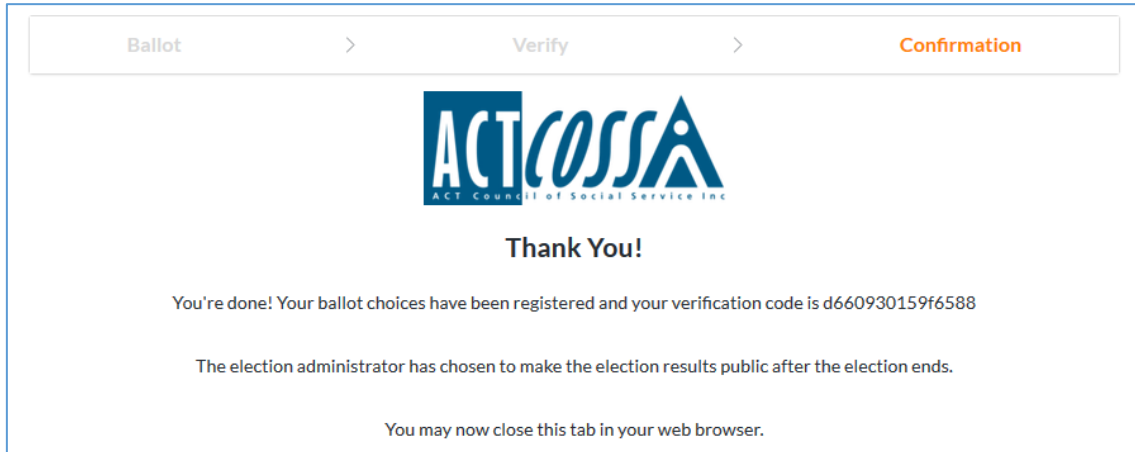 Ballot > Verify > Confirmation
ACTCOSS
ACT Council of Social Service Inc
Thank You!
You're done! Your ballot choices have been registered and your verification code is d660930159f6588
The election administrator has chosen to make the election results public after the election ends.
You may now close this tab in your web browser.